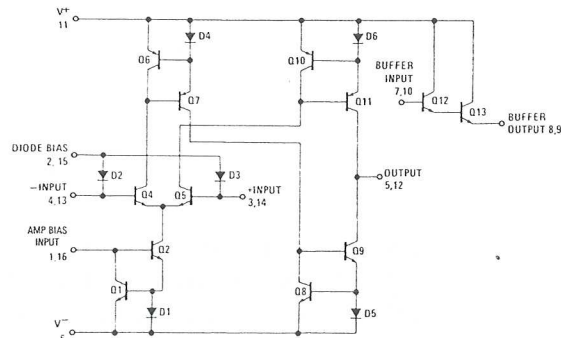 V+
11
D4
D6
Q6
Q10
BUFFER
INPUT
7,10
Q7
Q11
Q12
Q13
BUFFER
OUTPUT 8,9
DIODE BIAS
2, 15
D2
D3
OUTPUT
5,12
−INPUT
4,13
Q4
Q5
+INPUT
3,14
AMP BIAS
INPUT
1,16
Q2
Q9
Q1
Q8
D1
D5
V−